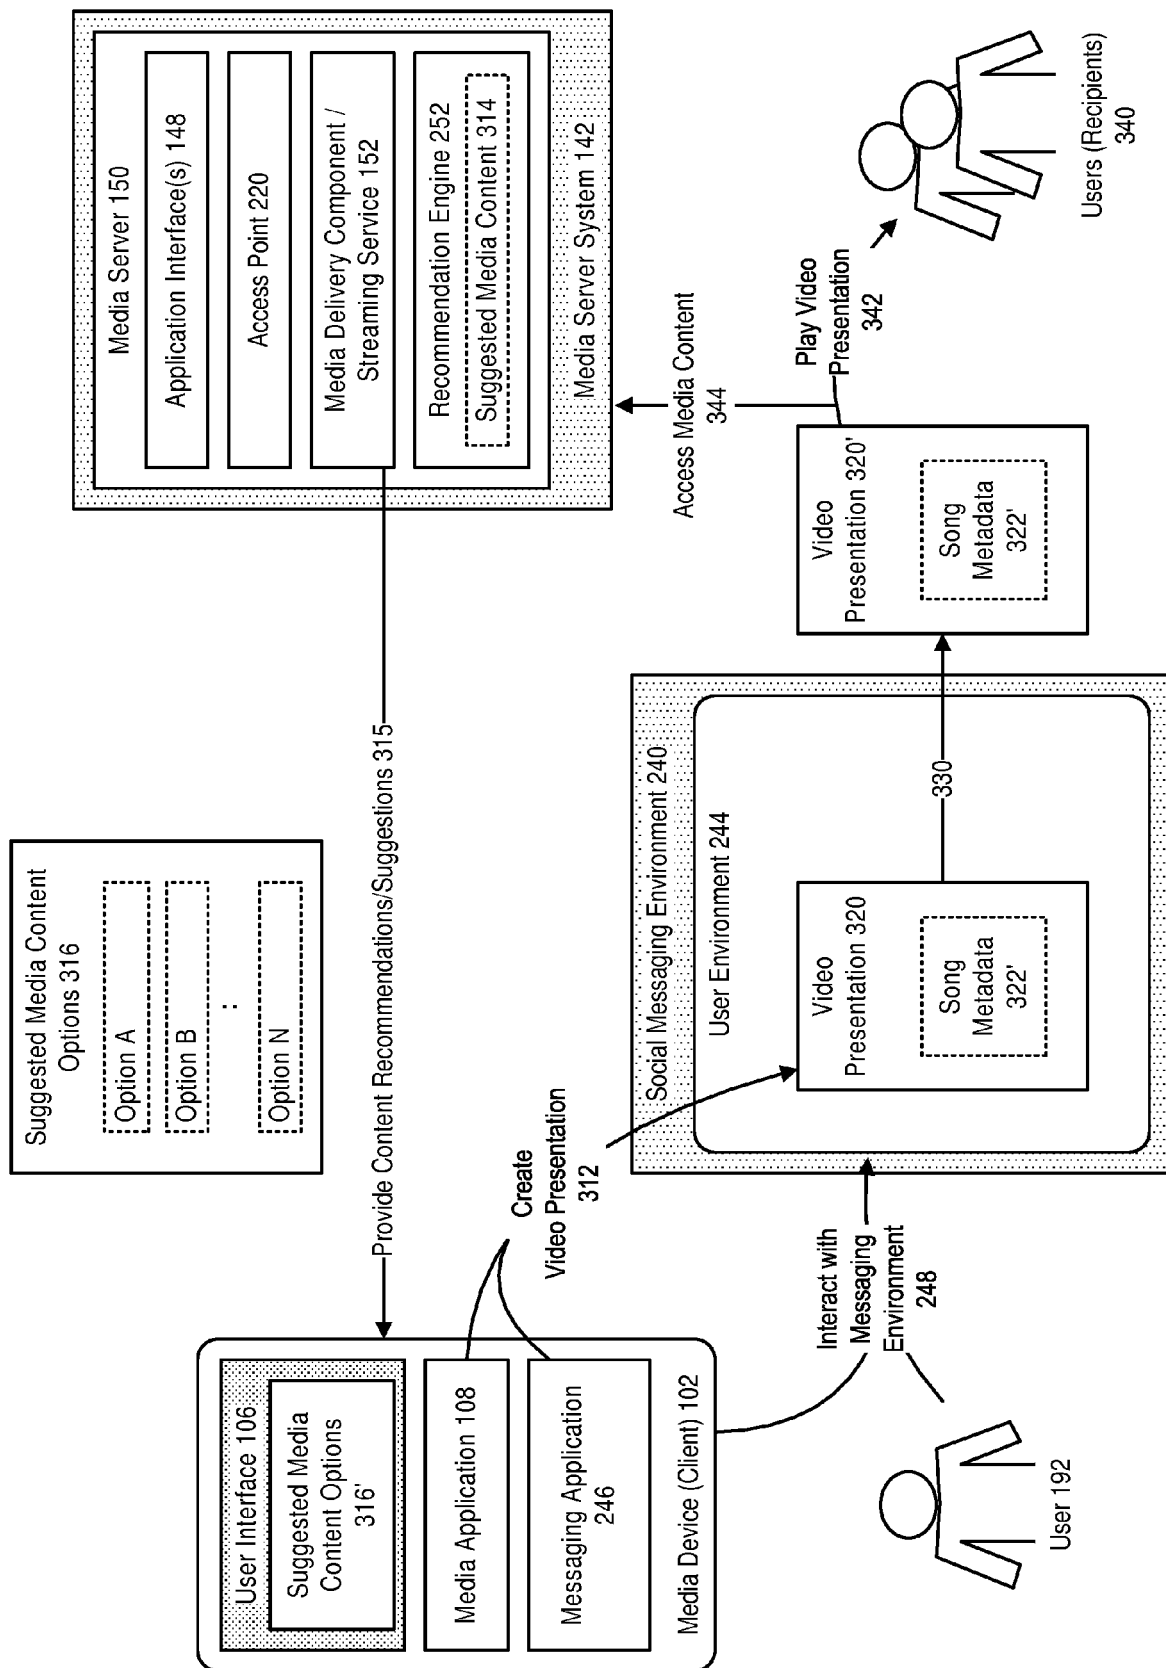 User Interface 106
Suggested Media
Content Options
316'
Media Application 108
Messaging Application
246
Media Device (Client) 102
User 192
Suggested Media Content
Options 316
Option A
Option B
:
Option N
Provide Content Recommendations/Suggestions 315
Create
Video Presentation
312
Interact with
Messaging
Environment
248
Media Server 150
Application Interface(s) 148
Access Point 220
Media Delivery Component /
Streaming Service 152
Recommendation Engine 252
Suggested Media Content 314
Media Server System 142
Social Messaging Environment 240
User Environment 244
Video
Presentation 320
Song
Metadata
322'
330
Video
Presentation 320'
Song
Metadata
322'
Access Media Content
344
Play Video
Presentation
342
Users (Recipients)
340